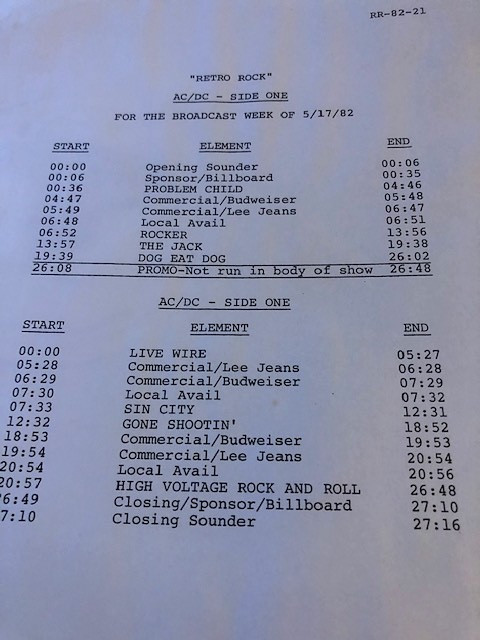 RR-82-21
"RETRO ROCK"
AC/DC - SIDE ONE
FOR THE BROADCAST WEEK OF 5/17/82
START ELEMENT END
00:00 Opening Sounder 00:06
00:06 Sponsor/Billboard 00:35
00:36 PROBLEM CHILD 04:46
04:47 Commercial/Budweiser 05:48
05:49 Commercial/Lee Jeans 06:47
06:48 Local Avail 06:51
06:52 ROCKER 13:56
13:57 THE JACK 19:38
19:39 DOG EAT DOG 26:02
26:08 PROMO-Not run in body of show 26:48
AC/DC - SIDE ONE
START ELEMENT END
00:00 LIVE WIRE 05:27
05:28 Commercial/Lee Jeans 06:28
06:29 Commercial/Budweiser 07:29
07:30 Local Avail 07:32
07:33 SIN CITY 12:31
12:32 GONE SHOOTIN' 18:52
18:53 Commercial/Budweiser 19:53
19:54 Commercial/Lee Jeans 20:54
20:54 Local Avail 20:56
20:57 HIGH VOLTAGE ROCK AND ROLL 26:48
6:49 Closing/Sponsor/Billboard 27:10
7:10 Closing Sounder 27:16